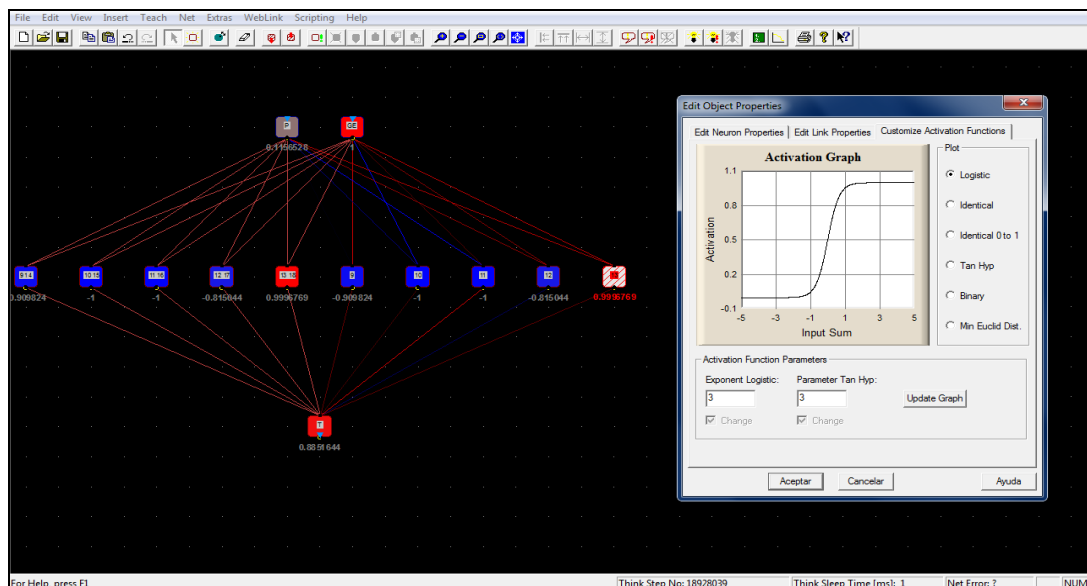 File Edit View Insert Teach Net Extras WebLink Scripting Help
P GE
0.1156528 1
9:14 10:15 11:16 12:17 13:18 9 10 11 12
0.909824 -1 -1 -0.815044 0.9996769 -0.909824 -1 -1 -0.815044 0.9996769
T
0.8851644
Edit Object Properties
Edit Neuron Properties Edit Link Properties Customize Activation Functions
Activation Graph
1.1
0.8
0.5
0.2
-0.1
Activation
-5 -3 -1 1 3 5
Input Sum
Plot
Logistic
Identical
Identical 0 to 1
Tan Hyp
Binary
Min Euclid Dist.
Activation Function Parameters
Exponent Logistic: Parameter Tan Hyp:
3 3 Update Graph
Change Change
Aceptar Cancelar Ayuda
For Help, press F1 Think Step No: 18928039 Think Sleep Time [ms]: 1 Net Error: ? NUM